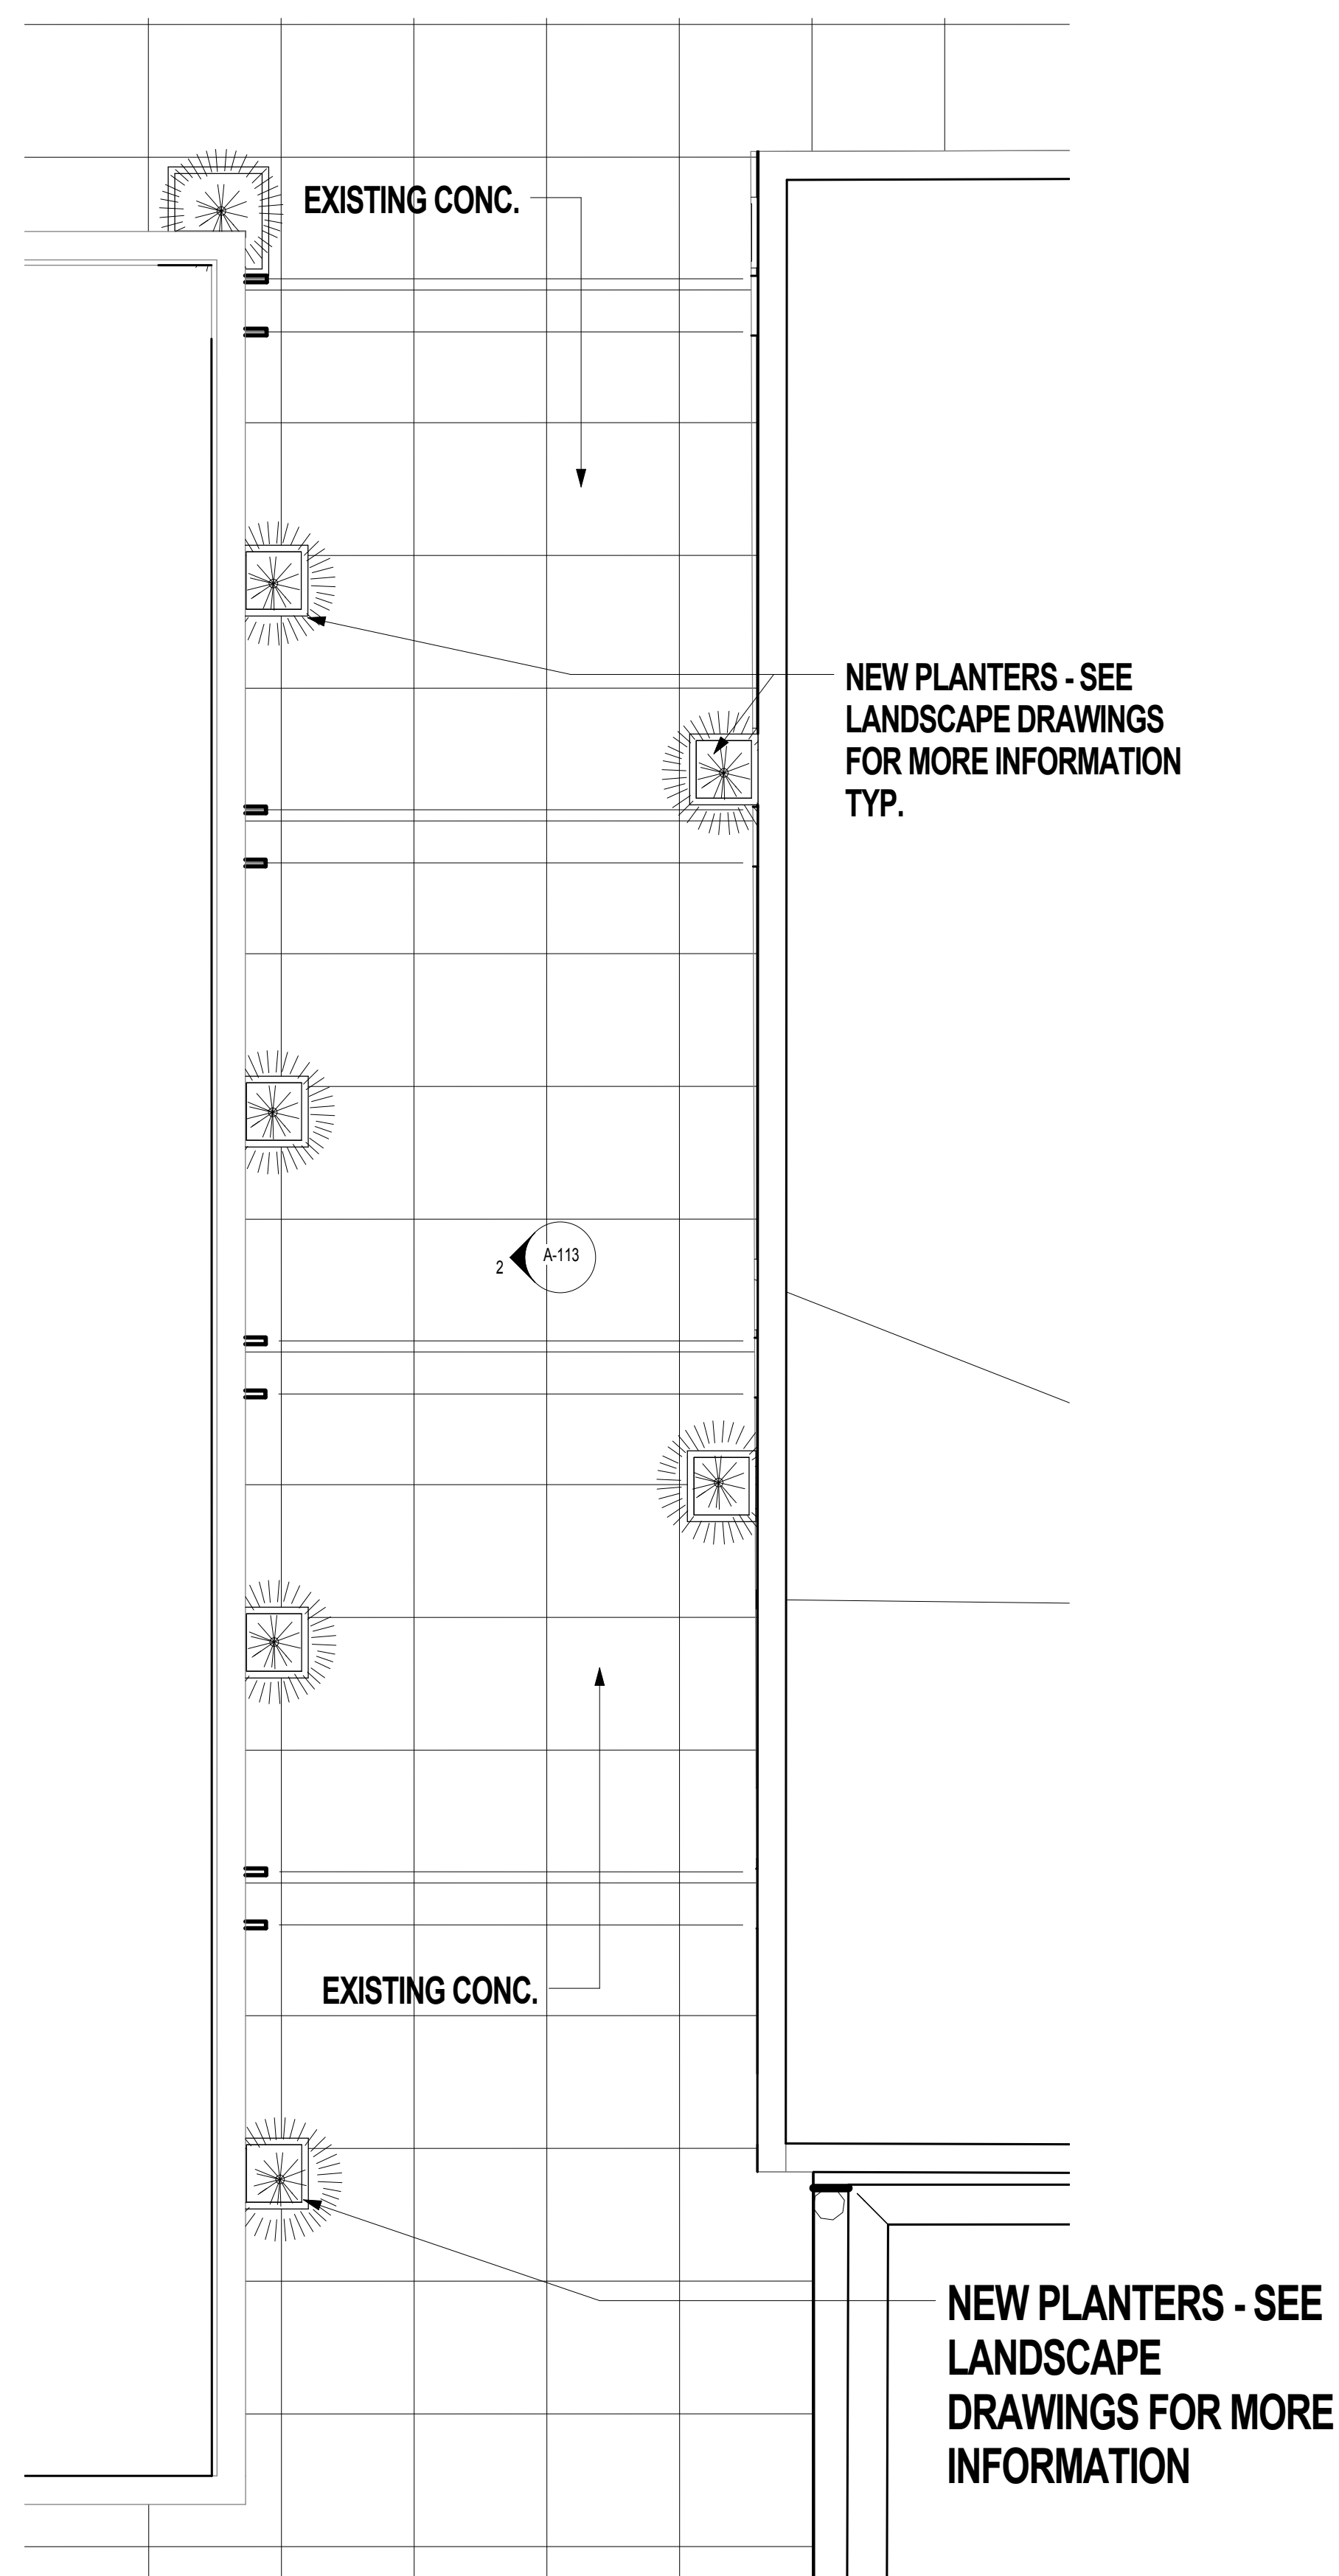 EXISTING CONC.
NEW PLANTERS - SEE
LANDSCAPE DRAWINGS
FOR MORE INFORMATION
TYP.
2
A-113
EXISTING CONC.
NEW PLANTERS - SEE
LANDSCAPE
DRAWINGS FOR MORE
INFORMATION